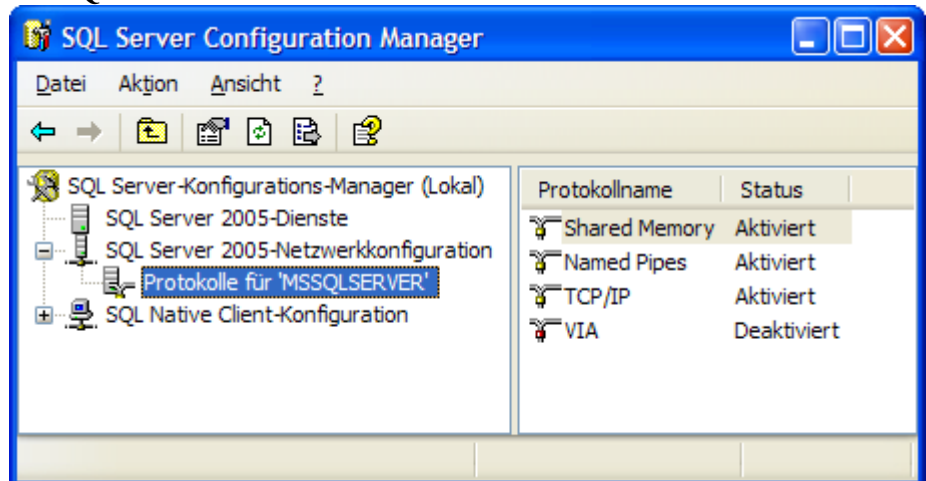 SQL Server Configuration Manager
Datei Aktion Ansicht ?
SQL Server-Konfigurations-Manager (Lokal)
SQL Server 2005-Dienste
SQL Server 2005-Netzwerkkonfiguration
Protokolle für 'MSSQLSERVER'
SQL Native Client-Konfiguration
Protokollname Status
Shared Memory Aktiviert
Named Pipes Aktiviert
TCP/IP Aktiviert
VIA Deaktiviert